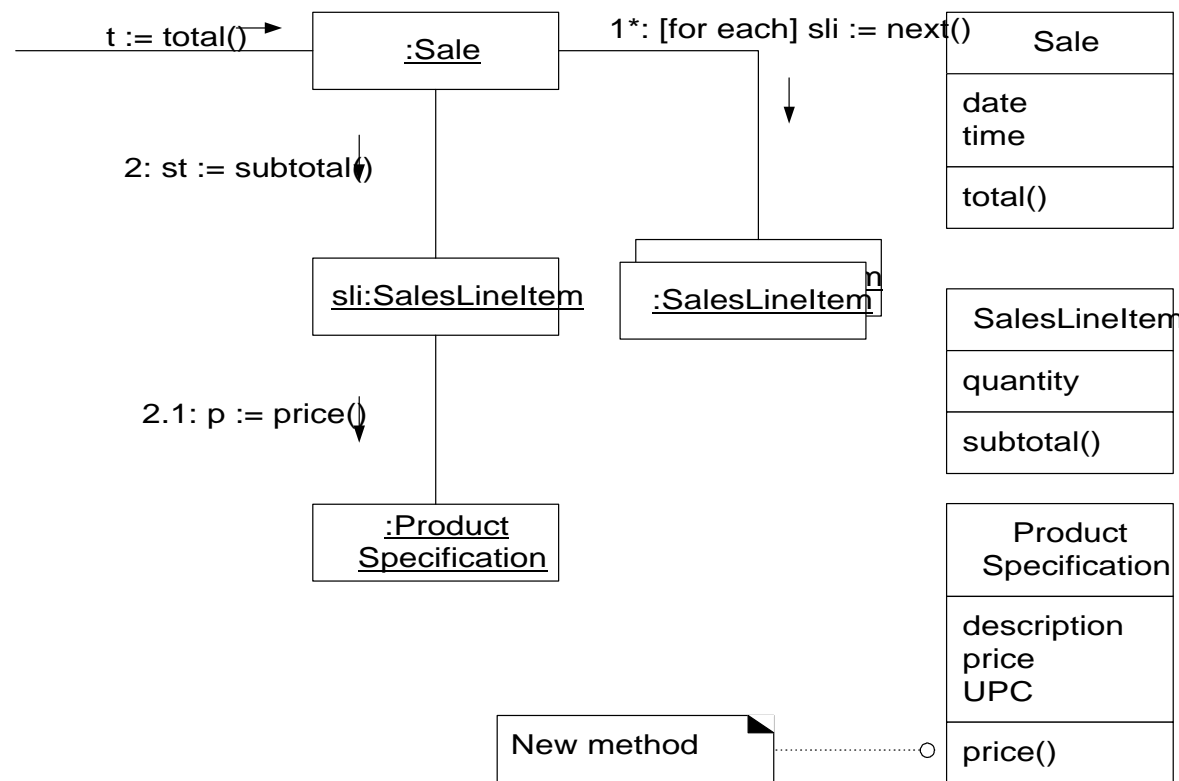 t := total()
:Sale
1*: [for each] sli := next()
2: st := subtotal()
sli:SalesLineItem
m
:SalesLineItem
2.1: p := price()
:Product
Specification
Sale
date
time
total()
SalesLineItem
quantity
subtotal()
Product
Specification
description
price
UPC
New method
price()